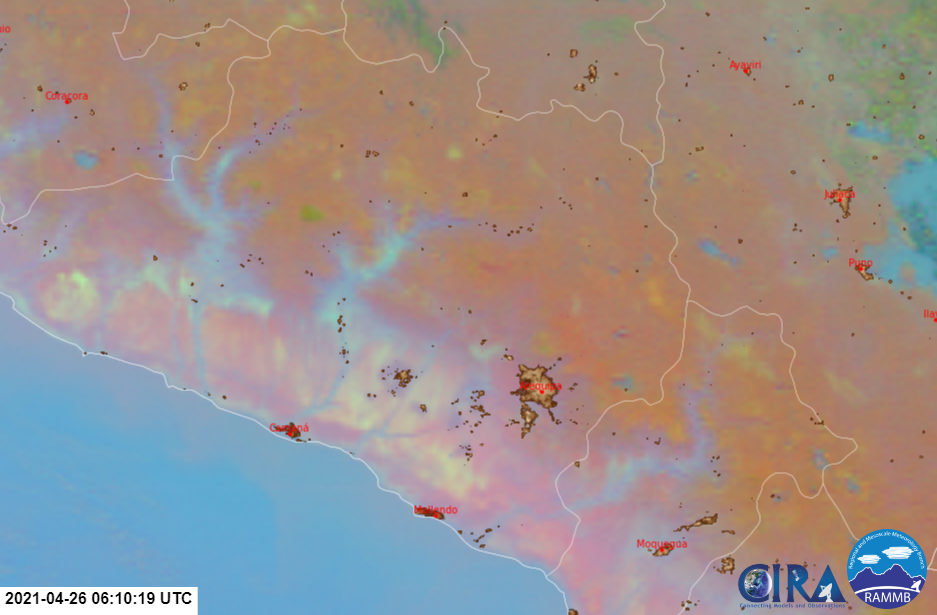 Ayaviri
Coracora
Juliaca
Puno
Arequipa
Camaná
Mollendo
Moquegua
2021-04-26 06:10:19 UTC
CIRA
Connecting Models and Observations
Regional and Mesoscale Meteorology Branch
RAMMB